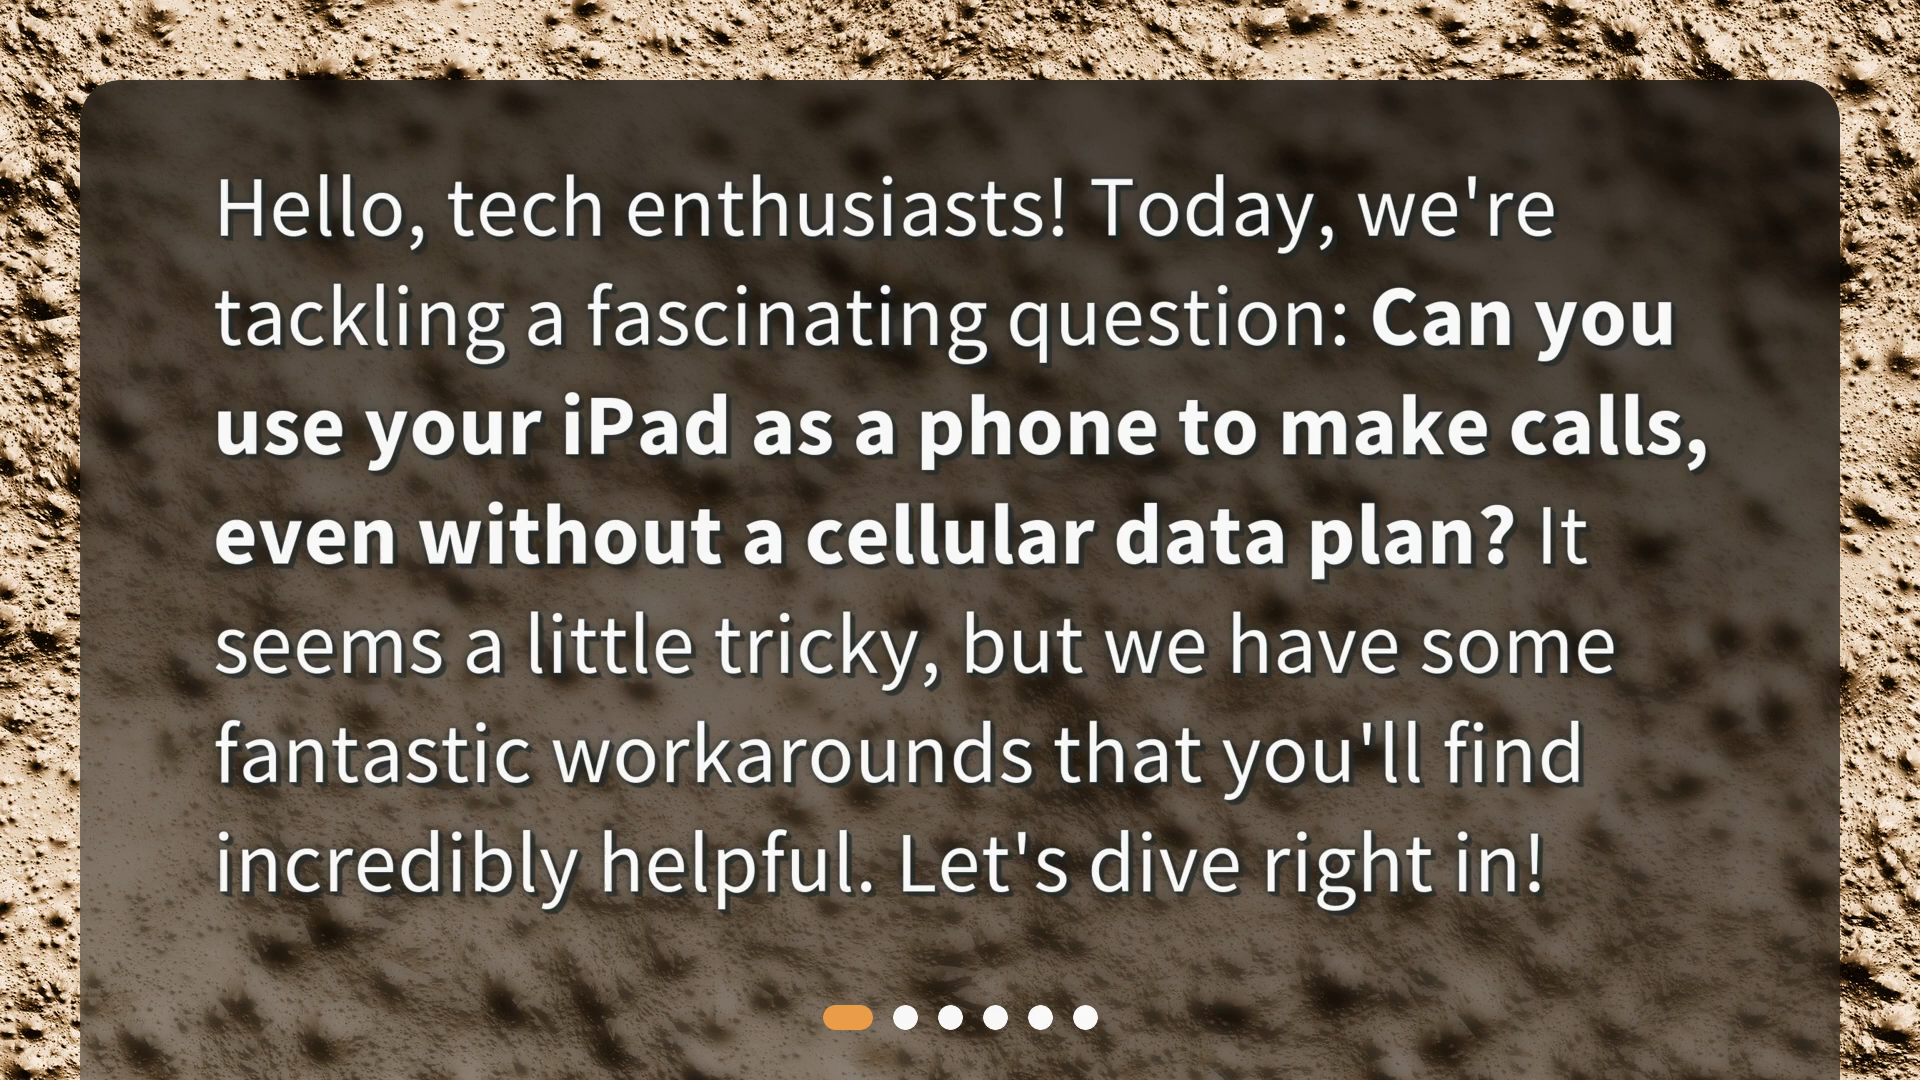 Hello, tech enthusiasts! Today, we're
tackling a fascinating question: Can you
use your iPad as a phone to make calls,
even without a cellular data plan? It
seems a little tricky, but we have some
fantastic workarounds that you'll find
incredibly helpful. Let's dive right in!